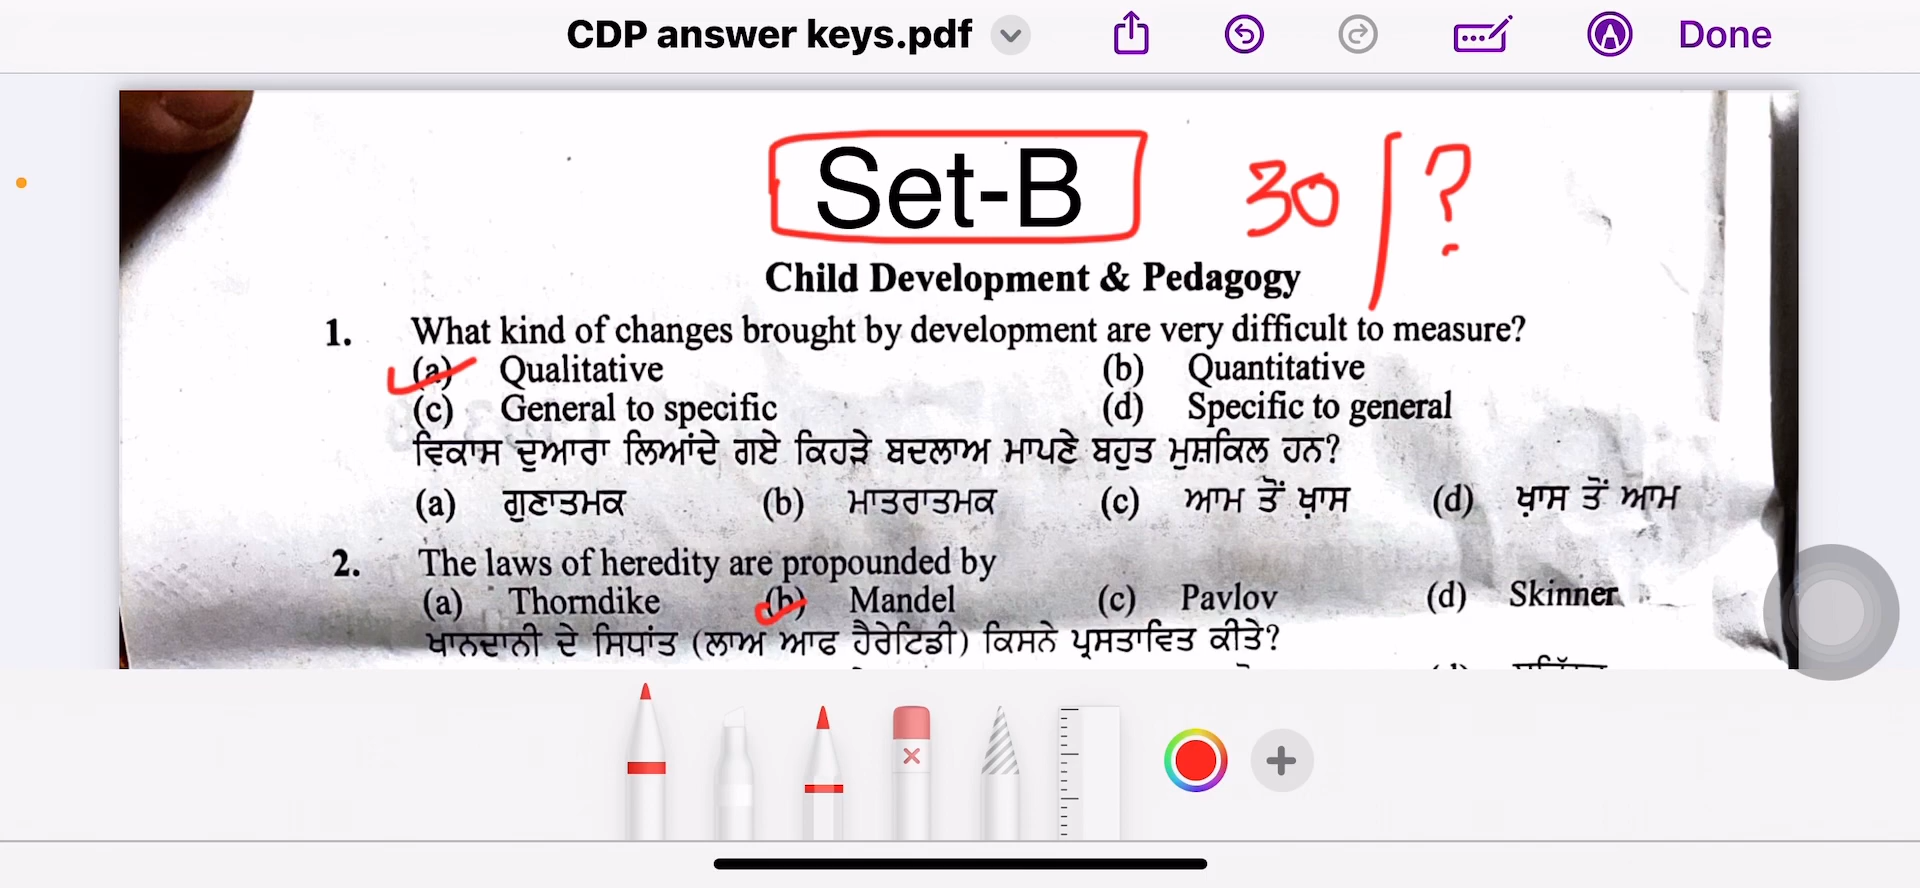 CDP answer keys.pdf
Done
Set-B
30 / ?
Child Development & Pedagogy
1. What kind of changes brought by development are very difficult to measure?
(a) Qualitative (b) Quantitative
(c) General to specific (d) Specific to general
ਵਿਕਾਸ ਦੁਆਰਾ ਲਿਆਂਦੇ ਗਏ ਕਿਹੜੇ ਬਦਲਾਅ ਮਾਪਣੇ ਬਹੁਤ ਮੁਸ਼ਕਿਲ ਹਨ?
(a) ਗੁਣਾਤਮਕ (b) ਮਾਤਰਾਤਮਕ (c) ਆਮ ਤੋਂ ਖ਼ਾਸ (d) ਖ਼ਾਸ ਤੋਂ ਆਮ
2. The laws of heredity are propounded by
(a) Thorndike (b) Mandel (c) Pavlov (d) Skinner
ਖਾਨਦਾਨੀ ਦੇ ਸਿਧਾਂਤ (ਲਾਅ ਆਫ ਹੈਰੇਟਿਡੀ) ਕਿਸਨੇ ਪ੍ਰਸਤਾਵਿਤ ਕੀਤੇ?